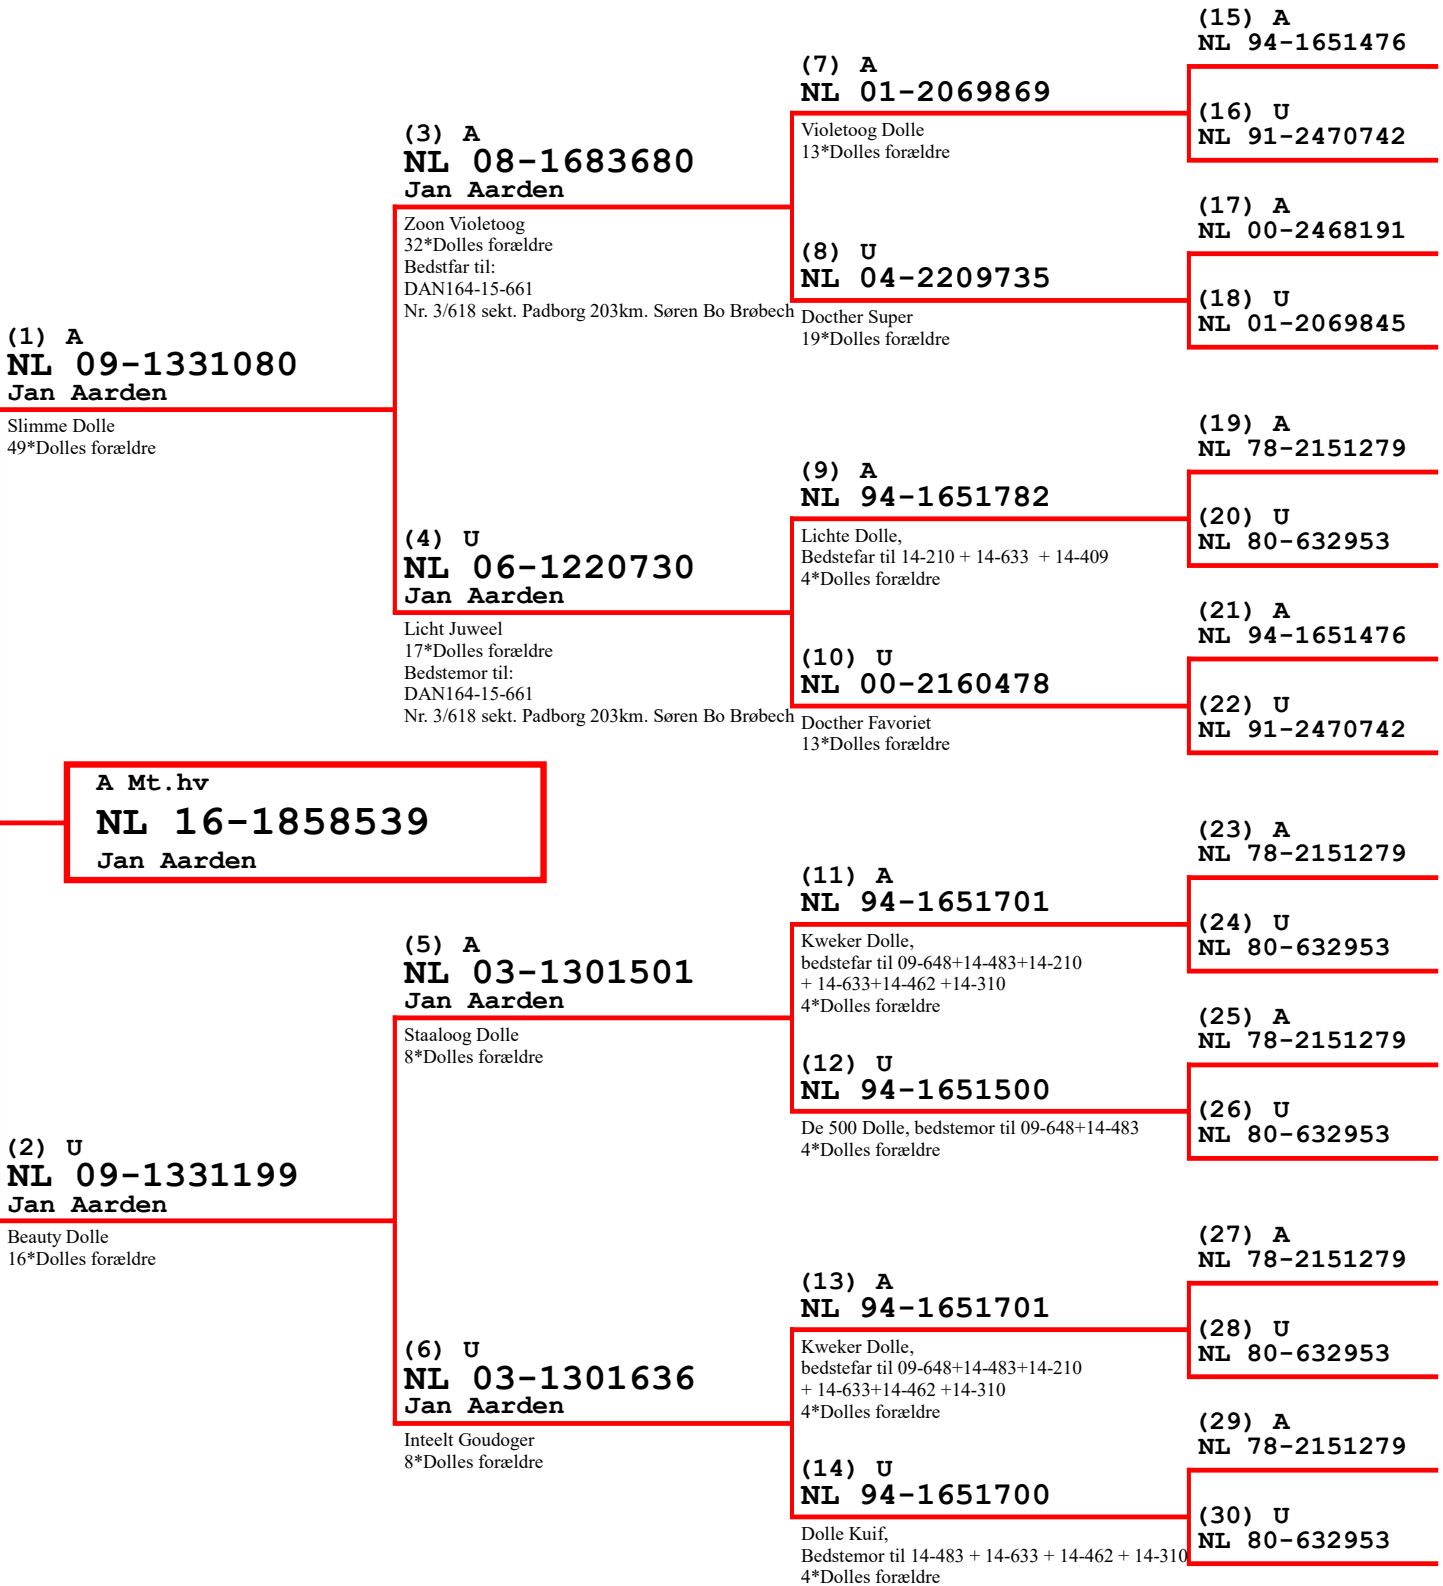 (1) A
NL 09-1331080
Jan Aarden
Slimme Dolle
49*Dolles forældre
A Mt.hv
NL 16-1858539
Jan Aarden
(2) U
NL 09-1331199
Jan Aarden
Beauty Dolle
16*Dolles forældre
(3) A
NL 08-1683680
Jan Aarden
Zoon Violetoog
32*Dolles forældre
Bedstfar til:
DAN164-15-661
Nr. 3/618 sekt. Padborg 203km. Søren Bo Brøbech
(4) U
NL 06-1220730
Jan Aarden
Licht Juweel
17*Dolles forældre
Bedstemor til:
DAN164-15-661
Nr. 3/618 sekt. Padborg 203km. Søren Bo Brøbech
(5) A
NL 03-1301501
Jan Aarden
Staaloog Dolle
8*Dolles forældre
(6) U
NL 03-1301636
Jan Aarden
Inteelt Goudoger
8*Dolles forældre
(7) A
NL 01-2069869
Violetoog Dolle
13*Dolles forældre
(8) U
NL 04-2209735
Docther Super
19*Dolles forældre
(9) A
NL 94-1651782
Lichte Dolle,
Bedstefar til 14-210 + 14-633 + 14-409
4*Dolles forældre
(10) U
NL 00-2160478
Docther Favoriet
13*Dolles forældre
(11) A
NL 94-1651701
Kweker Dolle,
bedstefar til 09-648+14-483+14-210
+ 14-633+14-462 +14-310
4*Dolles forældre
(12) U
NL 94-1651500
De 500 Dolle, bedstemor til 09-648+14-483
4*Dolles forældre
(13) A
NL 94-1651701
Kweker Dolle,
bedstefar til 09-648+14-483+14-210
+ 14-633+14-462 +14-310
4*Dolles forældre
(14) U
NL 94-1651700
Dolle Kuif,
Bedstemor til 14-483 + 14-633 + 14-462 + 14-310
4*Dolles forældre
(15) A
NL 94-1651476
(16) U
NL 91-2470742
(17) A
NL 00-2468191
(18) U
NL 01-2069845
(19) A
NL 78-2151279
(20) U
NL 80-632953
(21) A
NL 94-1651476
(22) U
NL 91-2470742
(23) A
NL 78-2151279
(24) U
NL 80-632953
(25) A
NL 78-2151279
(26) U
NL 80-632953
(27) A
NL 78-2151279
(28) U
NL 80-632953
(29) A
NL 78-2151279
(30) U
NL 80-632953